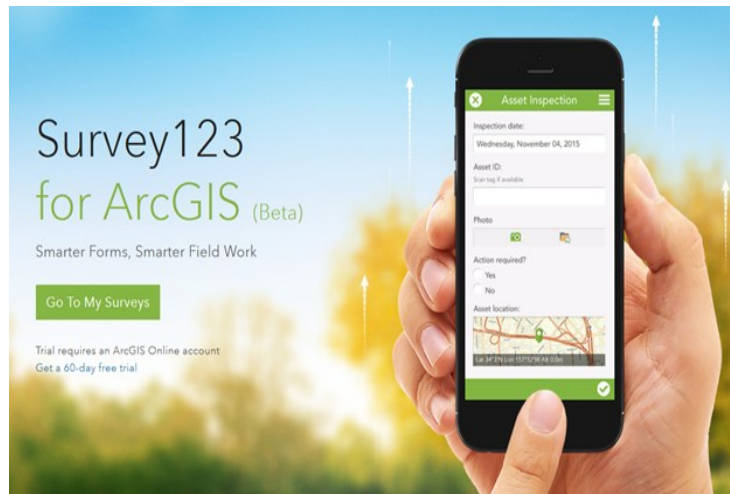 Survey123
for ArcGIS (Beta)
Smarter Forms, Smarter Field Work
Go To My Surveys
Trial requires an ArcGIS Online account
Get a 60-day free trial
Asset Inspection
Inspection date:
Wednesday, November 04, 2015
Asset ID:
Scan tag if available
Photo
Action required?
Yes
No
Asset location: